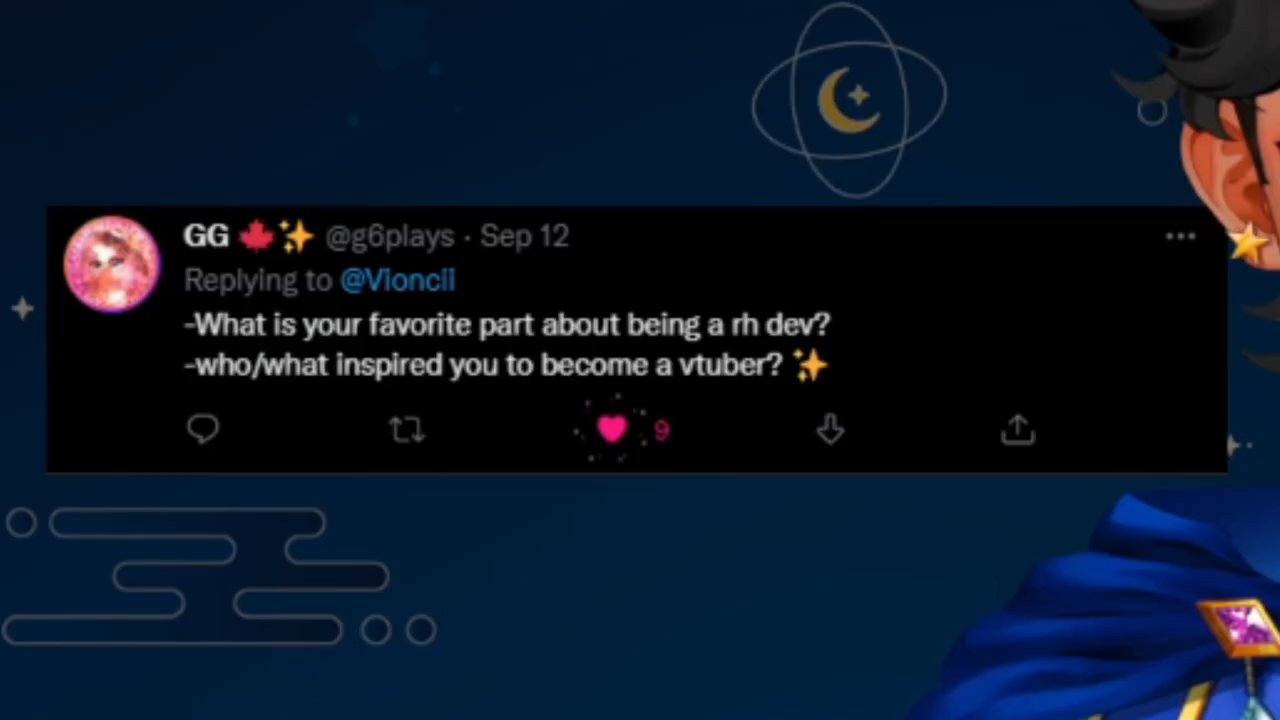 GG 🍁✨ @g6plays · Sep 12
Replying to @Vioncii
-What is your favorite part about being a rh dev?
-who/what inspired you to become a vtuber? ✨
9